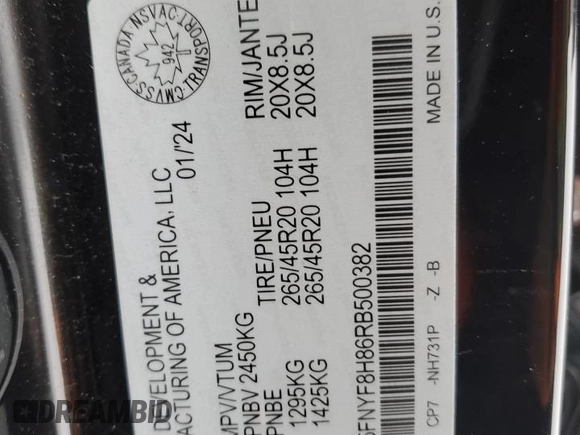 CANADA NSVAC
942
CMVSS TRANSPORT
DEVELOPMENT &
ACTURING OF AMERICA, LLC
01/'24
MPV/VTUM
PNBV 2450KG
PNBE TIRE/PNEU RIM/JANTE
1295KG 265/45R20 104H 20X8.5J
1425KG 265/45R20 104H 20X8.5J
5FNYF8H86RB500382
CP7 -NH731P -Z -B MADE IN U.S.
DREAMBID